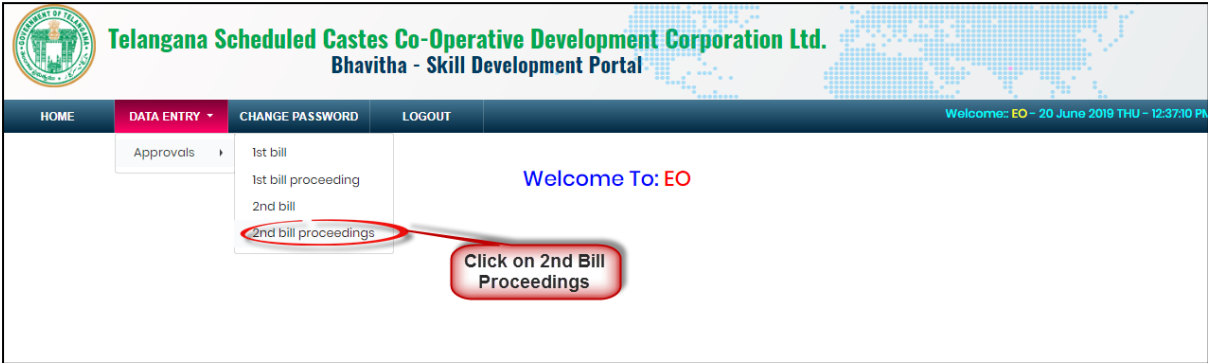 Telangana Scheduled Castes Co-Operative Development Corporation Ltd.
Bhavitha - Skill Development Portal
HOME DATA ENTRY CHANGE PASSWORD LOGOUT Welcome:: EO - 20 June 2019 THU - 12:37:10 PM
Approvals
1st bill
1st bill proceeding
2nd bill
2nd bill proceedings
Welcome To: EO
Click on 2nd Bill
Proceedings